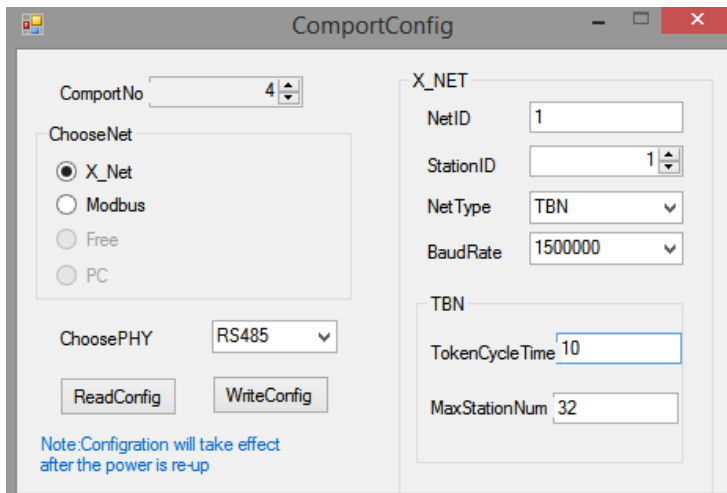 ComportConfig
ComportNo 4
ChooseNet
X_Net
Modbus
Free
PC
ChoosePHY RS485
ReadConfig WriteConfig
Note:Configration will take effect
after the power is re-up
X_NET
NetID 1
StationID 1
NetType TBN
BaudRate 1500000
TBN
TokenCycleTime 10
MaxStationNum 32